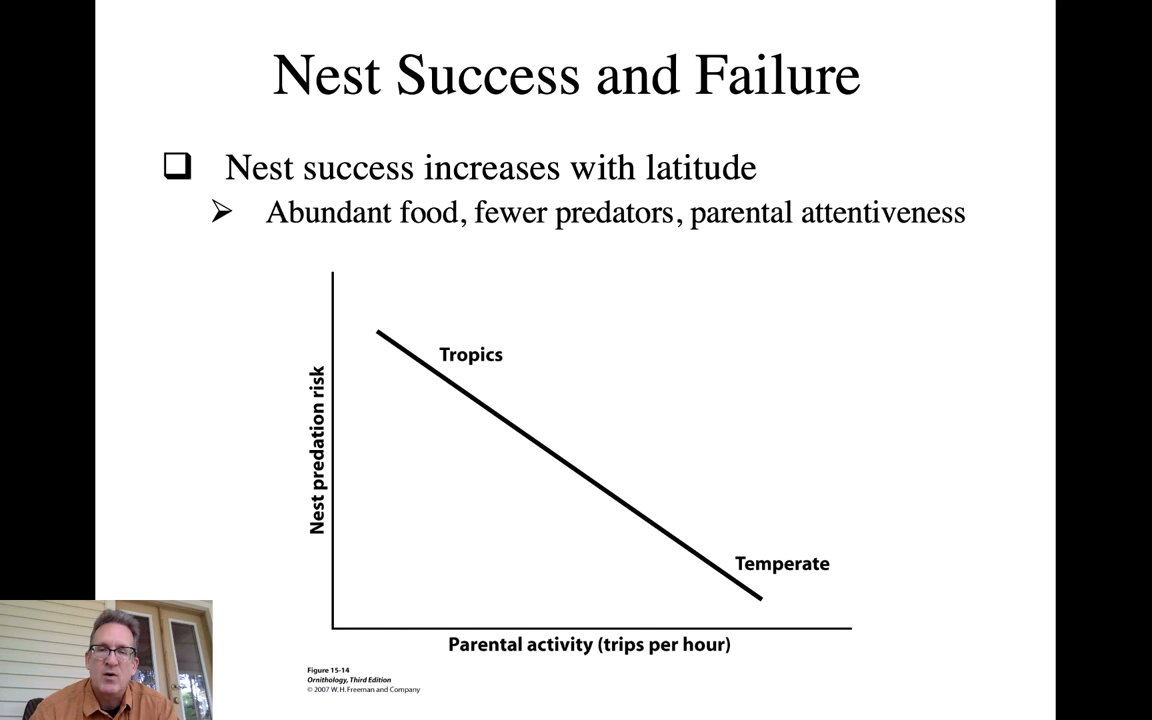 Nest Success and Failure
Nest success increases with latitude
Abundant food, fewer predators, parental attentiveness
Tropics
Nest predation risk
Temperate
Parental activity (trips per hour)
Figure 15-14
Ornithology, Third Edition
© 2007 W. H. Freeman and Company